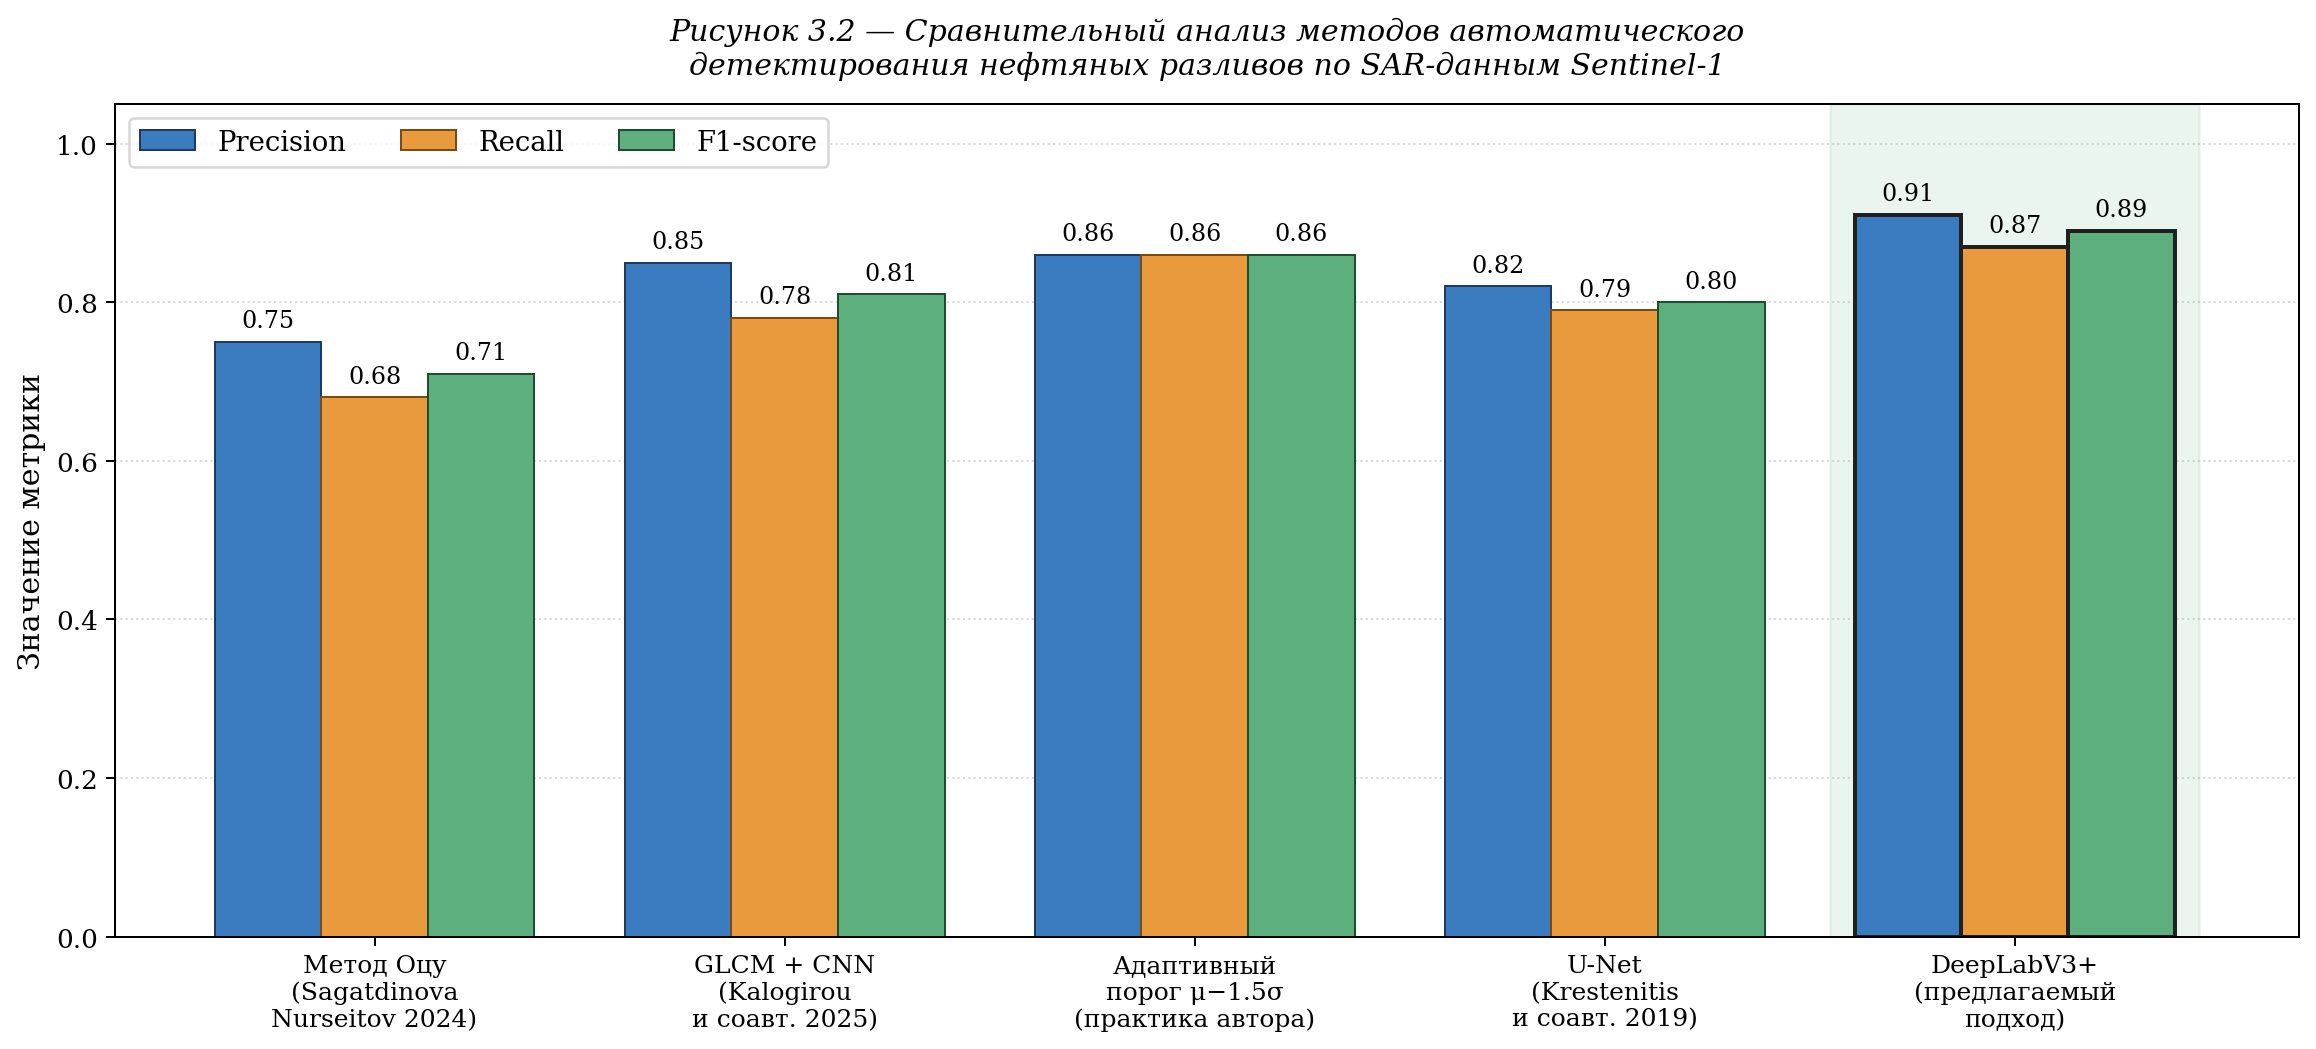 Рисунок 3.2 — Сравнительный анализ методов автоматического
детектирования нефтяных разливов по SAR-данным Sentinel-1
Precision
Recall
F1-score
Значение метрики
1.0
0.8
0.6
0.4
0.2
0.0
0.75
0.68
0.71
0.85
0.78
0.81
0.86
0.86
0.86
0.82
0.79
0.80
0.91
0.87
0.89
Метод Оцу
(Sagatdinova
Nurseitov 2024)
GLCM + CNN
(Kalogirou
и соавт. 2025)
Адаптивный
порог μ−1.5σ
(практика автора)
U-Net
(Krestenitis
и соавт. 2019)
DeepLabV3+
(предлагаемый
подход)